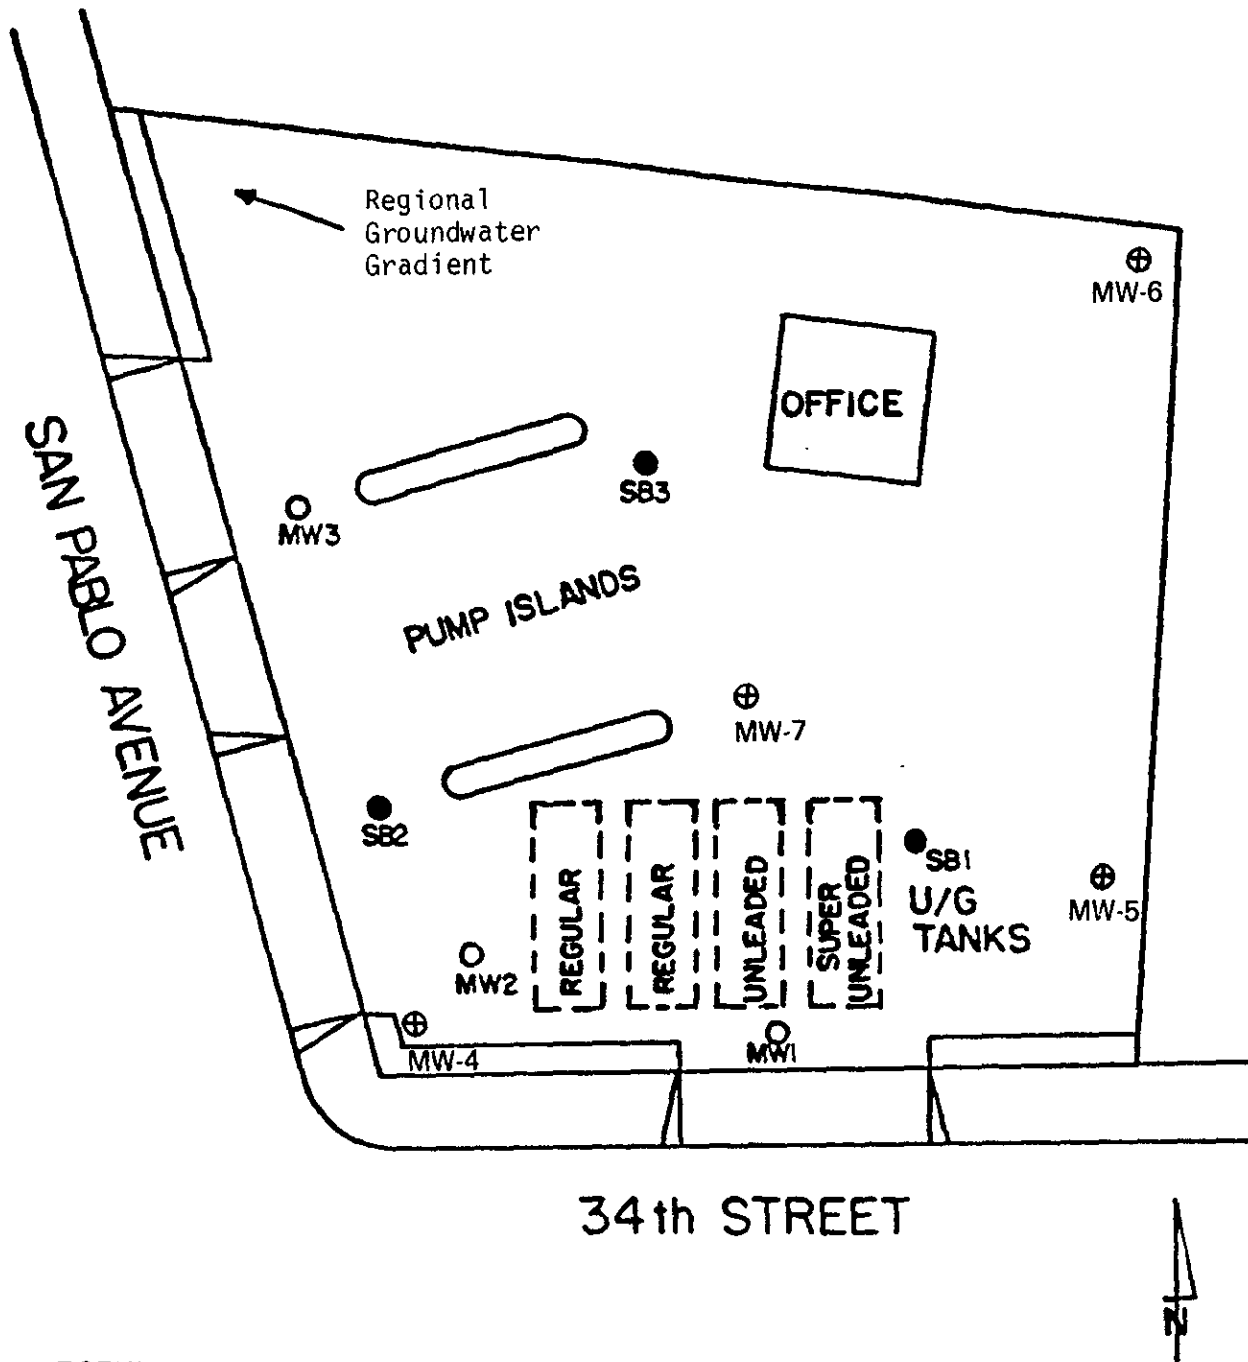 Regional
Groundwater
Gradient
MW-6
OFFICE
SB3
MW3
SAN PABLO AVENUE
PUMP ISLANDS
MW-7
SB2
SB1
U/G
TANKS
MW-5
REGULAR
REGULAR
UNLEADED
SUPER
UNLEADED
MW2
MW1
MW-4
34th STREET
N